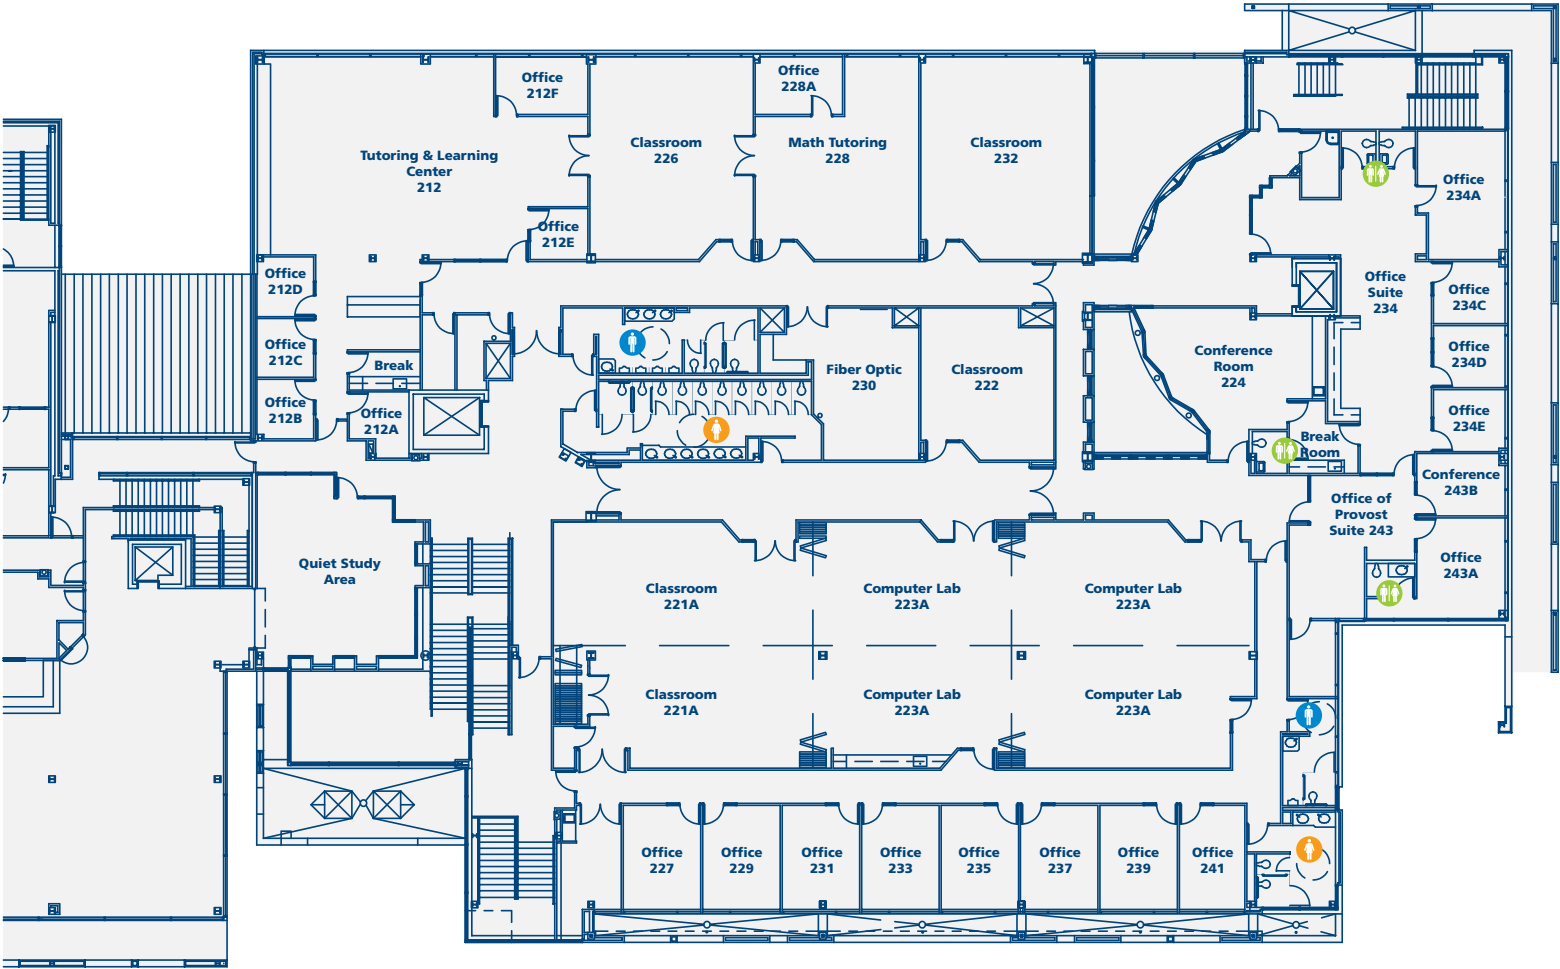 Office
212F
Office
228A
Classroom
226
Math Tutoring
228
Classroom
232
Tutoring & Learning
Center
212
Office
234A
Office
212E
Office
212D
Office
Suite
234
Office
234C
Office
212C
Break
Fiber Optic
230
Classroom
222
Conference
Room
224
Office
234D
Office
212B
Office
212A
Office
234E
Break
Room
Conference
243B
Office of
Provost
Suite 243
Quiet Study
Area
Office
243A
Classroom
221A
Computer Lab
223A
Computer Lab
223A
Classroom
221A
Computer Lab
223A
Computer Lab
223A
Office
227
Office
229
Office
231
Office
233
Office
235
Office
237
Office
239
Office
241